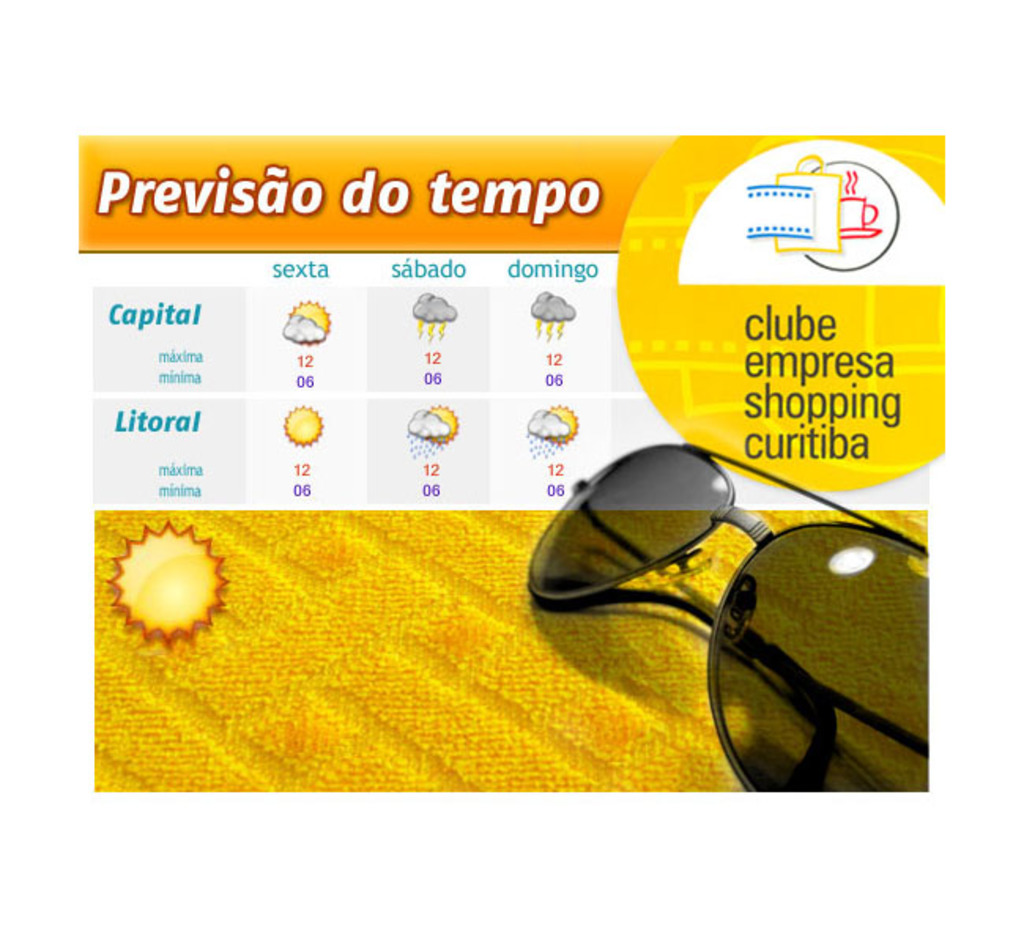 Previsão do tempo
sexta sábado domingo
Capital
máxima 12 12 12
mínima 06 06 06
Litoral
máxima 12 12 12
mínima 06 06 06
clube
empresa
shopping
curitiba